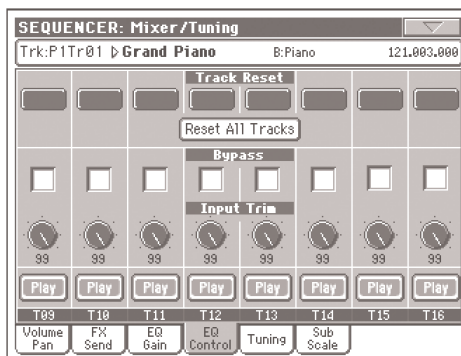 SEQUENCER: Mixer/Tuning
Trk:P1Tr01 ▷Grand Piano B:Piano 121.003.000
Track Reset
Reset All Tracks
Bypass
Input Trim
99 99 99 99 99 99 99 99
Play Play Play Play Play Play Play Play
T09 T10 T11 T12 T13 T14 T15 T16
Volume Pan FX Send EQ Gain EQ Control Tuning Sub Scale